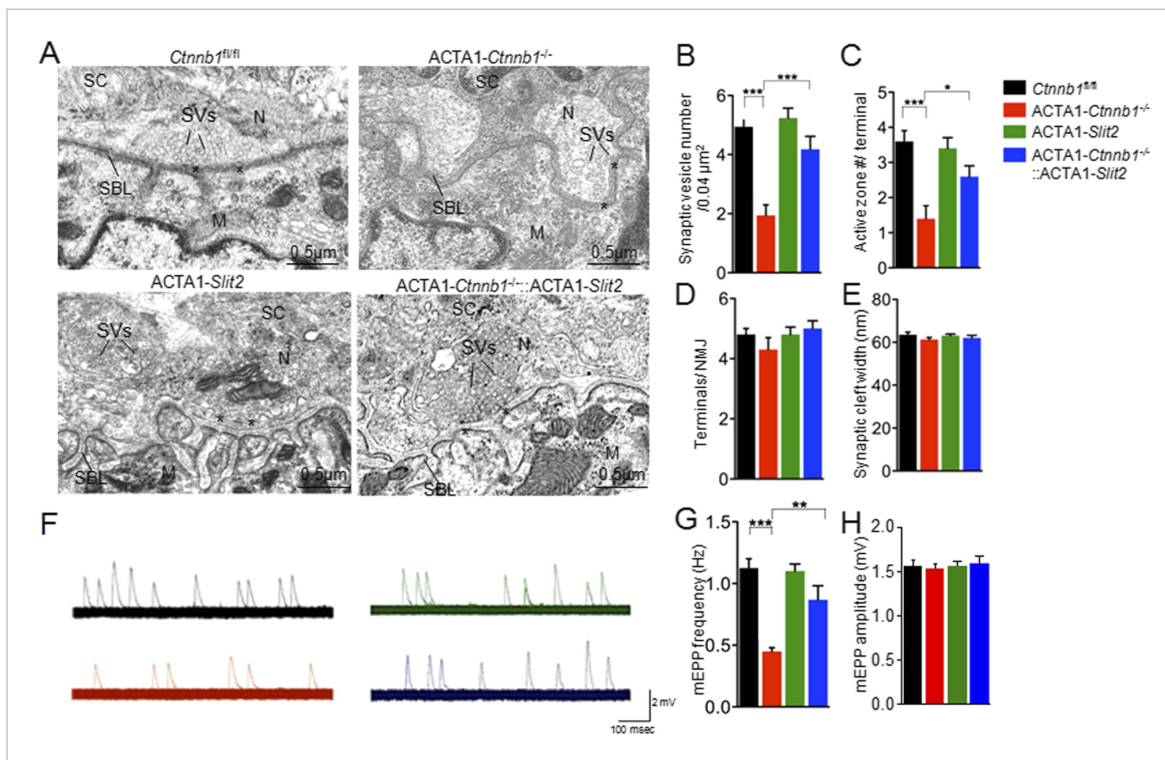 A
Ctnnb1fl/fl
ACTA1-Ctnnb1-/-
SC
N
SVs
*
*
SBL
M
0.5μm
SC
N
SVs
*
*
SBL
M
0.5μm
ACTA1-Slit2
ACTA1-Ctnnb1-/-::ACTA1-Slit2
SVs
SC
N
*
*
SBL
M
0.5μm
SC
SVs
N
*
*
M
SBL
0.5μm
B
***
***
Synaptic vesicle number
/0.04 μm²
6
4
2
0
C
***
*
Active zone #/ terminal
5
4
3
2
1
0
Ctnnb1fl/fl
ACTA1-Ctnnb1-/-
ACTA1-Slit2
ACTA1-Ctnnb1-/-
::ACTA1-Slit2
D
Terminals/ NMJ
6
4
2
0
E
Synaptic cleft width (nm)
80
60
40
20
0
F
2 mV
100 msec
G
***
**
mEPP frequency (Hz)
1.5
1.0
0.5
0.0
H
mEPP amplitude (mV)
2.0
1.5
1.0
0.5
0.0